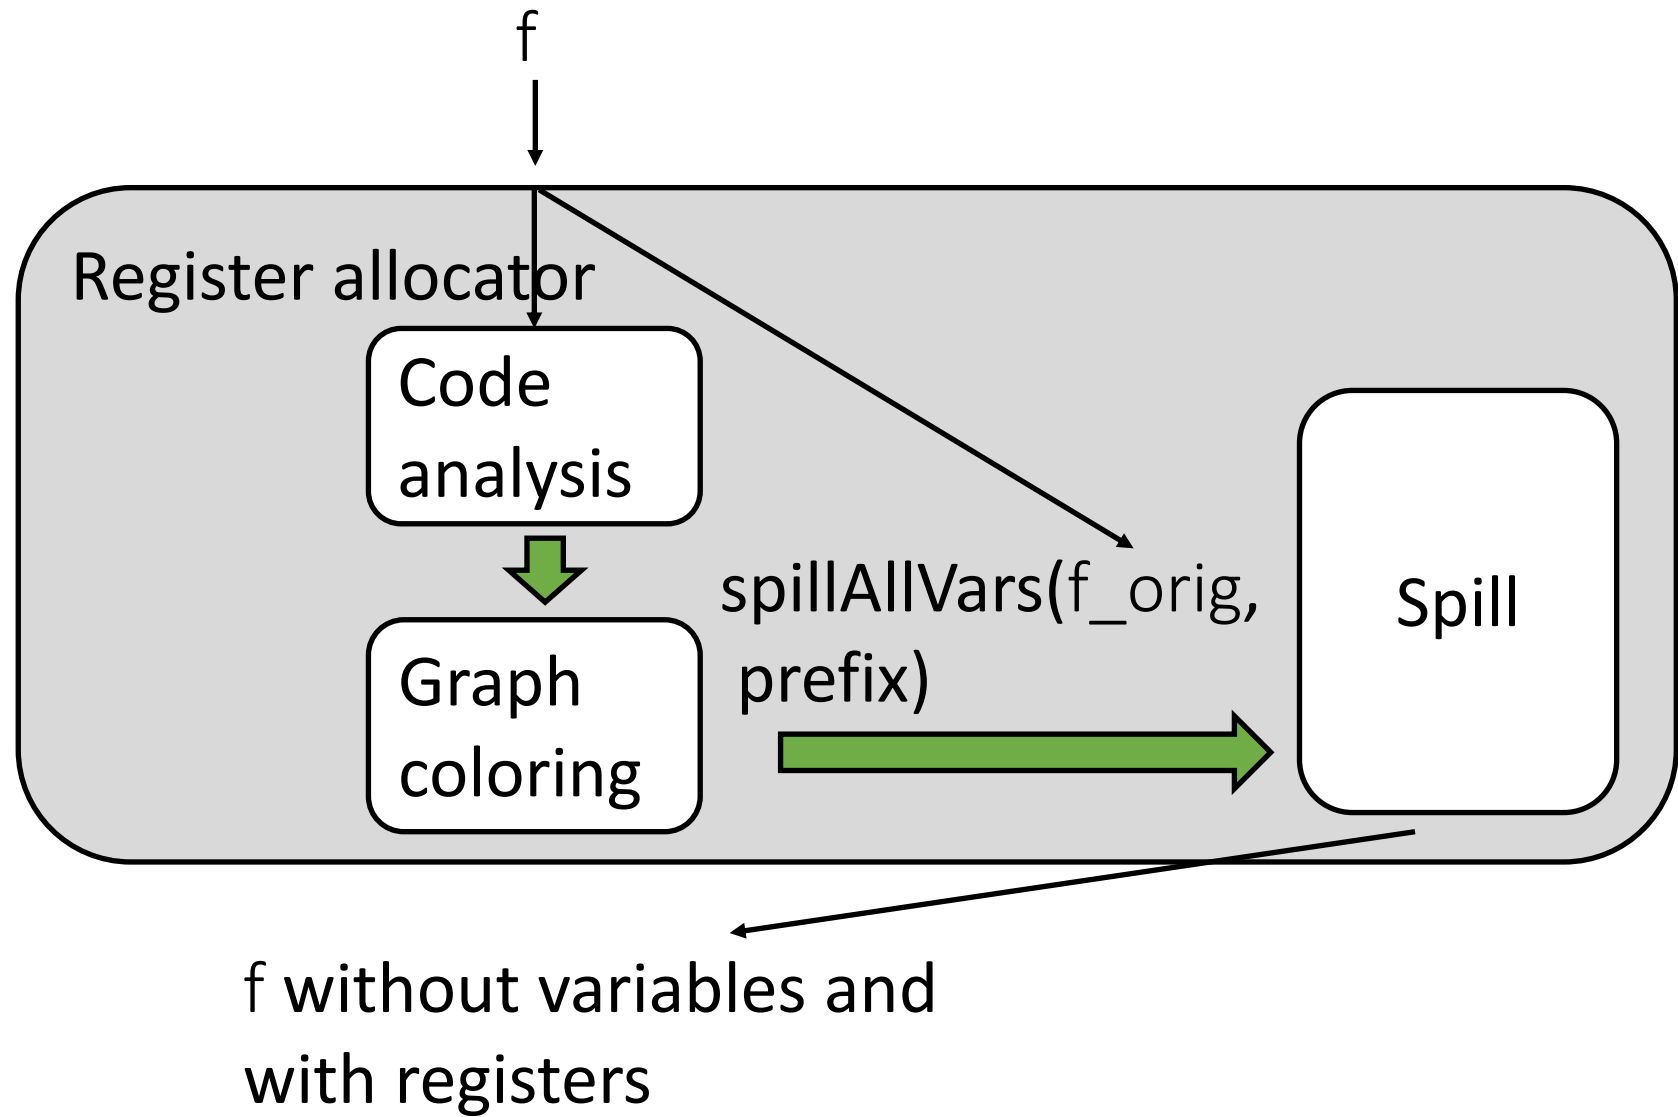 f
Register allocator
Code
analysis
Graph
coloring
spillAllVars(f_orig,
prefix)
Spill
f without variables and
with registers